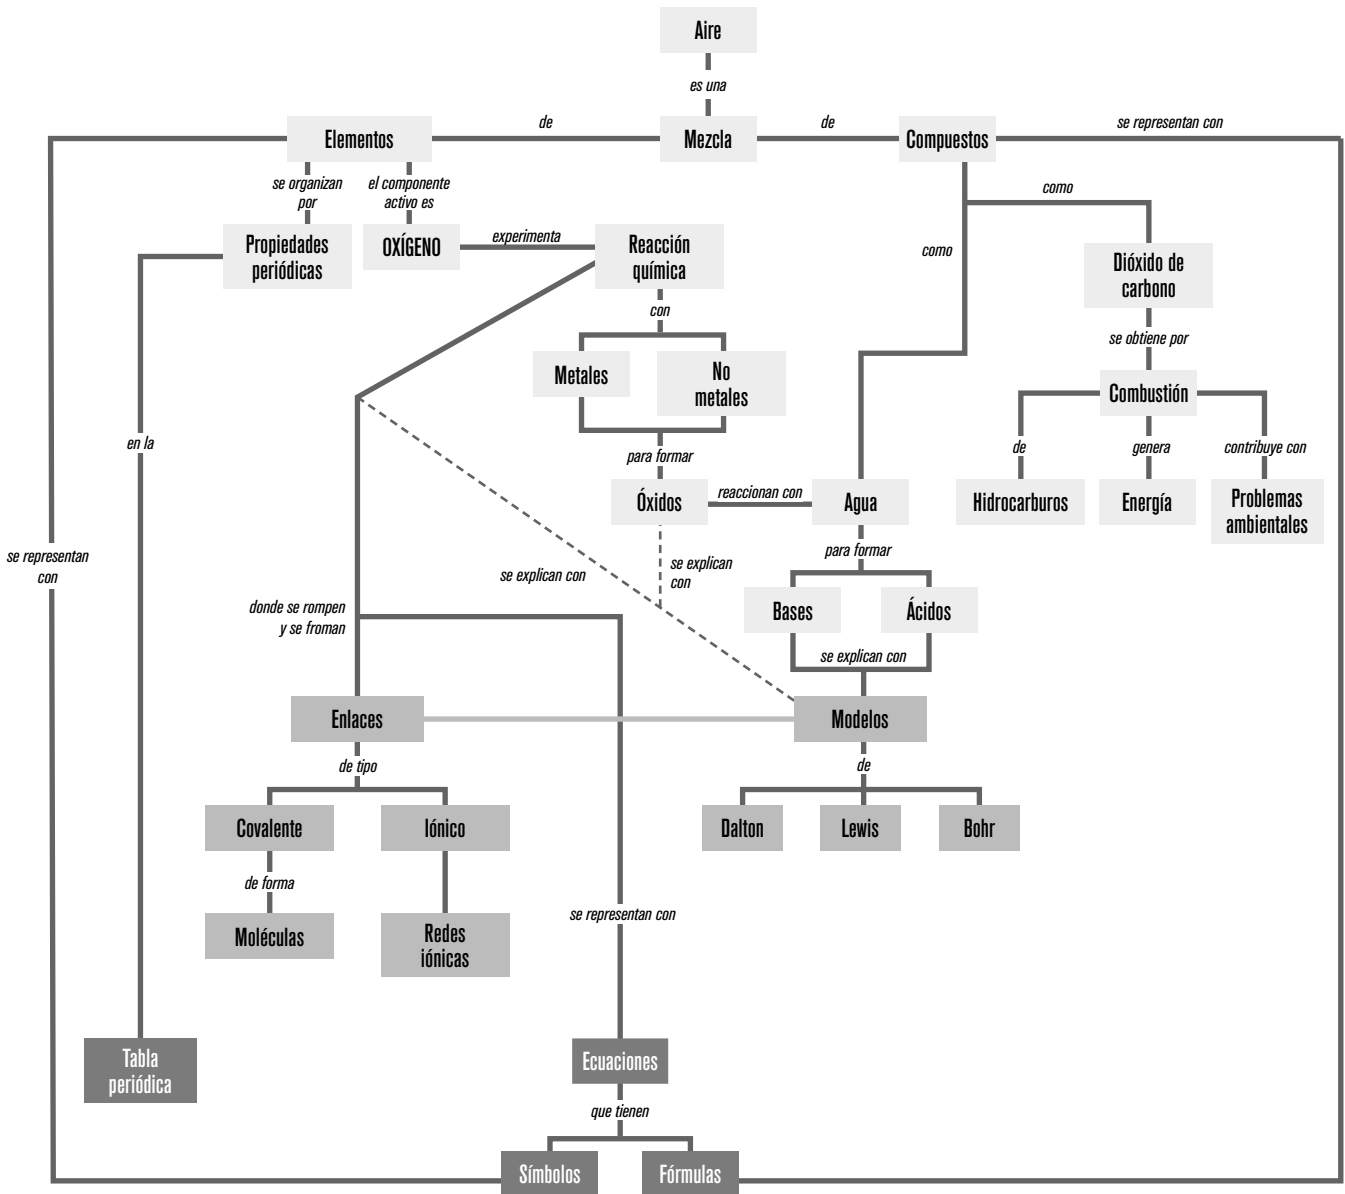 Aire
es una
Elementos
de
Mezcla
de
Compuestos
se representan con
se organizan
por
el componente
activo es
como
Propiedades
periódicas
OXÍGENO
experimenta
Reacción
química
como
Dióxido de
carbono
con
se obtiene por
Metales
No
metales
Combustión
en la
para formar
de
genera
contribuye con
Óxidos
reaccionan con
Agua
Hidrocarburos
Energía
Problemas
ambientales
se representan
con
se explican con
se explican
con
para formar
donde se rompen
y se froman
Bases
Ácidos
se explican con
Enlaces
Modelos
de tipo
de
Covalente
Iónico
Dalton
Lewis
Bohr
de forma
se representan con
Moléculas
Redes
iónicas
Tabla
periódica
Ecuaciones
que tienen
Símbolos
Fórmulas